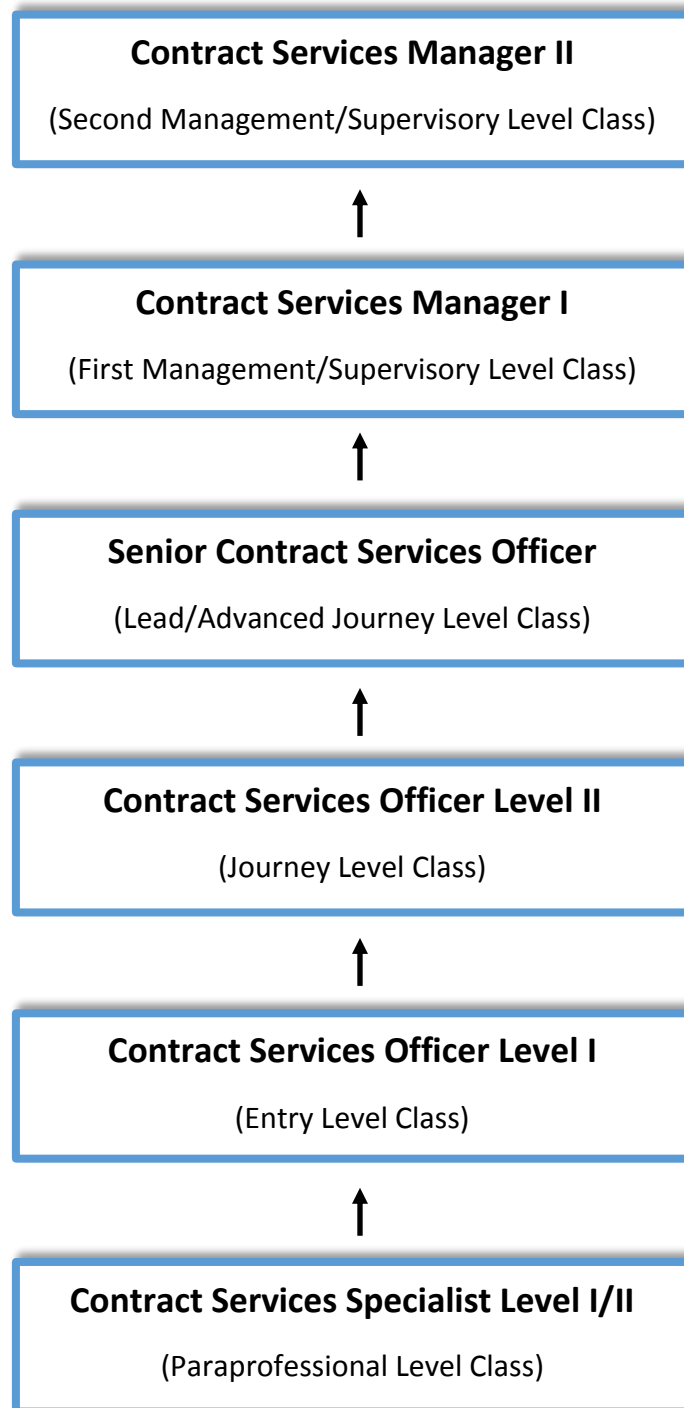 Contract Services Manager II
(Second Management/Supervisory Level Class)
Contract Services Manager I
(First Management/Supervisory Level Class)
Senior Contract Services Officer
(Lead/Advanced Journey Level Class)
Contract Services Officer Level II
(Journey Level Class)
Contract Services Officer Level I
(Entry Level Class)
Contract Services Specialist Level I/II
(Paraprofessional Level Class)